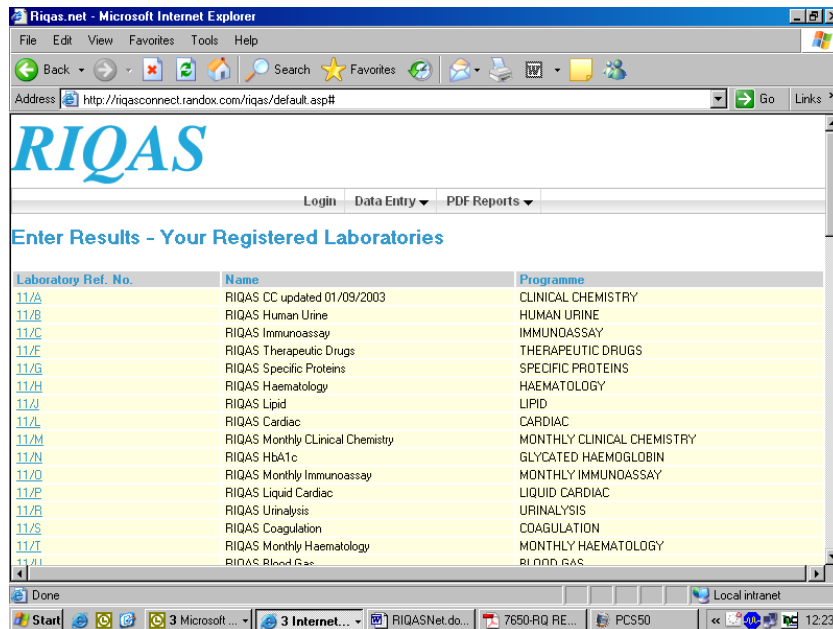 Riqas.net - Microsoft Internet Explorer
File Edit View Favorites Tools Help
Back Search Favorites
Address http://riqasconnect.randox.com/riqas/default.asp# Go Links
RIQAS
Login Data Entry PDF Reports
Enter Results - Your Registered Laboratories
Laboratory Ref. No. Name Programme
11/A RIQAS CC updated 01/09/2003 CLINICAL CHEMISTRY
11/B RIQAS Human Urine HUMAN URINE
11/C RIQAS Immunoassay IMMUNOASSAY
11/F RIQAS Therapeutic Drugs THERAPEUTIC DRUGS
11/G RIQAS Specific Proteins SPECIFIC PROTEINS
11/H RIQAS Haematology HAEMATOLOGY
11/J RIQAS Lipid LIPID
11/L RIQAS Cardiac CARDIAC
11/M RIQAS Monthly CLinical Chemistry MONTHLY CLINICAL CHEMISTRY
11/N RIQAS HbA1c GLYCATED HAEMOGLOBIN
11/O RIQAS Monthly Immunoassay MONTHLY IMMUNOASSAY
11/P RIQAS Liquid Cardiac LIQUID CARDIAC
11/R RIQAS Urinalysis URINALYSIS
11/S RIQAS Coagulation COAGULATION
11/T RIQAS Monthly Haematology MONTHLY HAEMATOLOGY
11/U RIQAS Blood Gas BLOOD GAS
Done Local intranet
Start 3 Microsoft ... 3 Internet... RIQASNet.do... 7650-RQ RE... PCS50 « 12:23